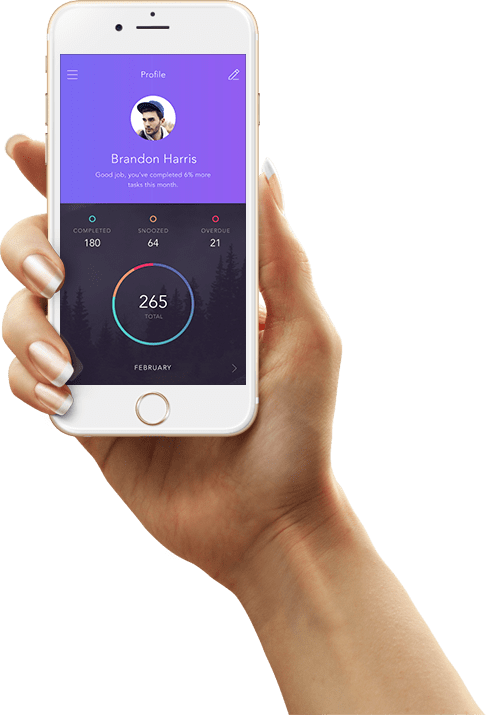 Profile
Brandon Harris
Good job, you've completed 6% more
tasks this month.
COMPLETED SNOOZED OVERDUE
180 64 21
265
TOTAL
FEBRUARY